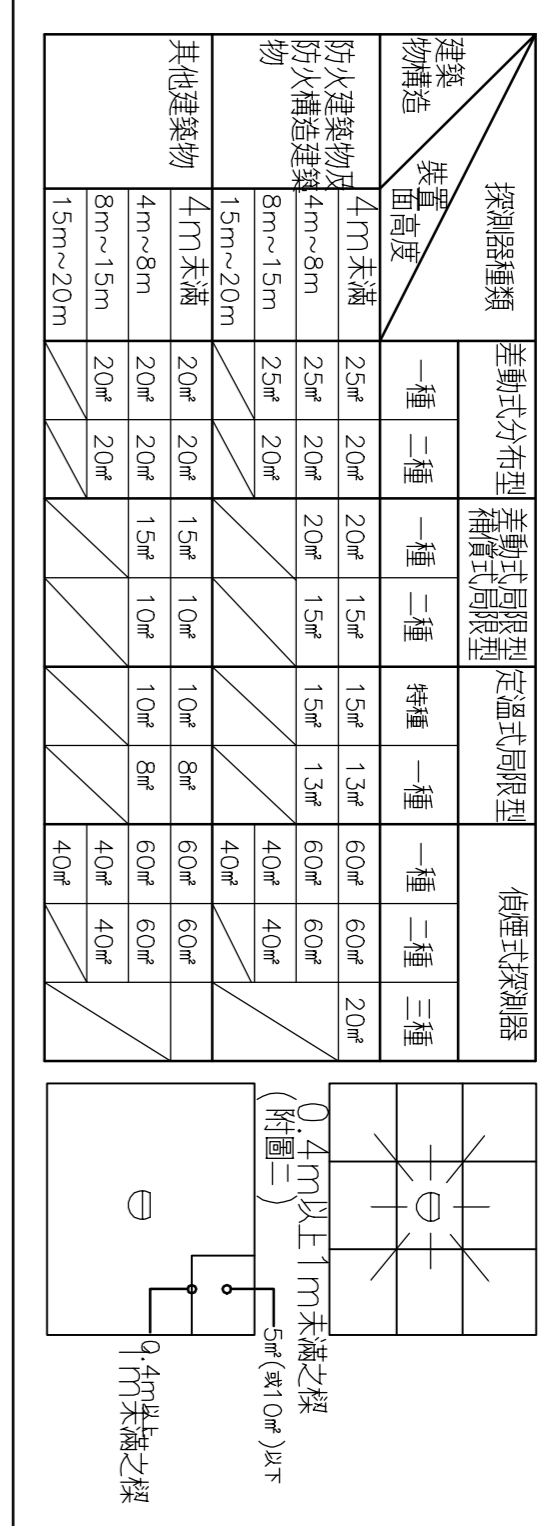 探測器種類
裝置
面高度
建築
物構造
差動式分布型
差動式局限型
補償式局限型
定溫式局限型
偵煙式探測器
一種 二種 一種 二種 特種 一種 一種 二種 三種
防火建築物及
防火構造建築
物
4m未滿 25m² 20m² 20m² 15m² 15m² 13m² 60m² 60m² 20m²
4m~8m 25m² 20m² 20m² 15m² 15m² 13m² 60m² 60m²
8m~15m 25m² 20m² 40m² 40m²
15m~20m 40m²
其他建築物
4m未滿 20m² 20m² 15m² 10m² 10m² 8m² 60m² 60m²
4m~8m 20m² 20m² 15m² 10m² 10m² 8m² 60m² 60m²
8m~15m 20m² 20m² 40m² 40m²
15m~20m 40m²
0.4m以上1m未滿之樑
(附圖二)
5m²(或10m²)以下
0.4m以上
1m未滿之樑